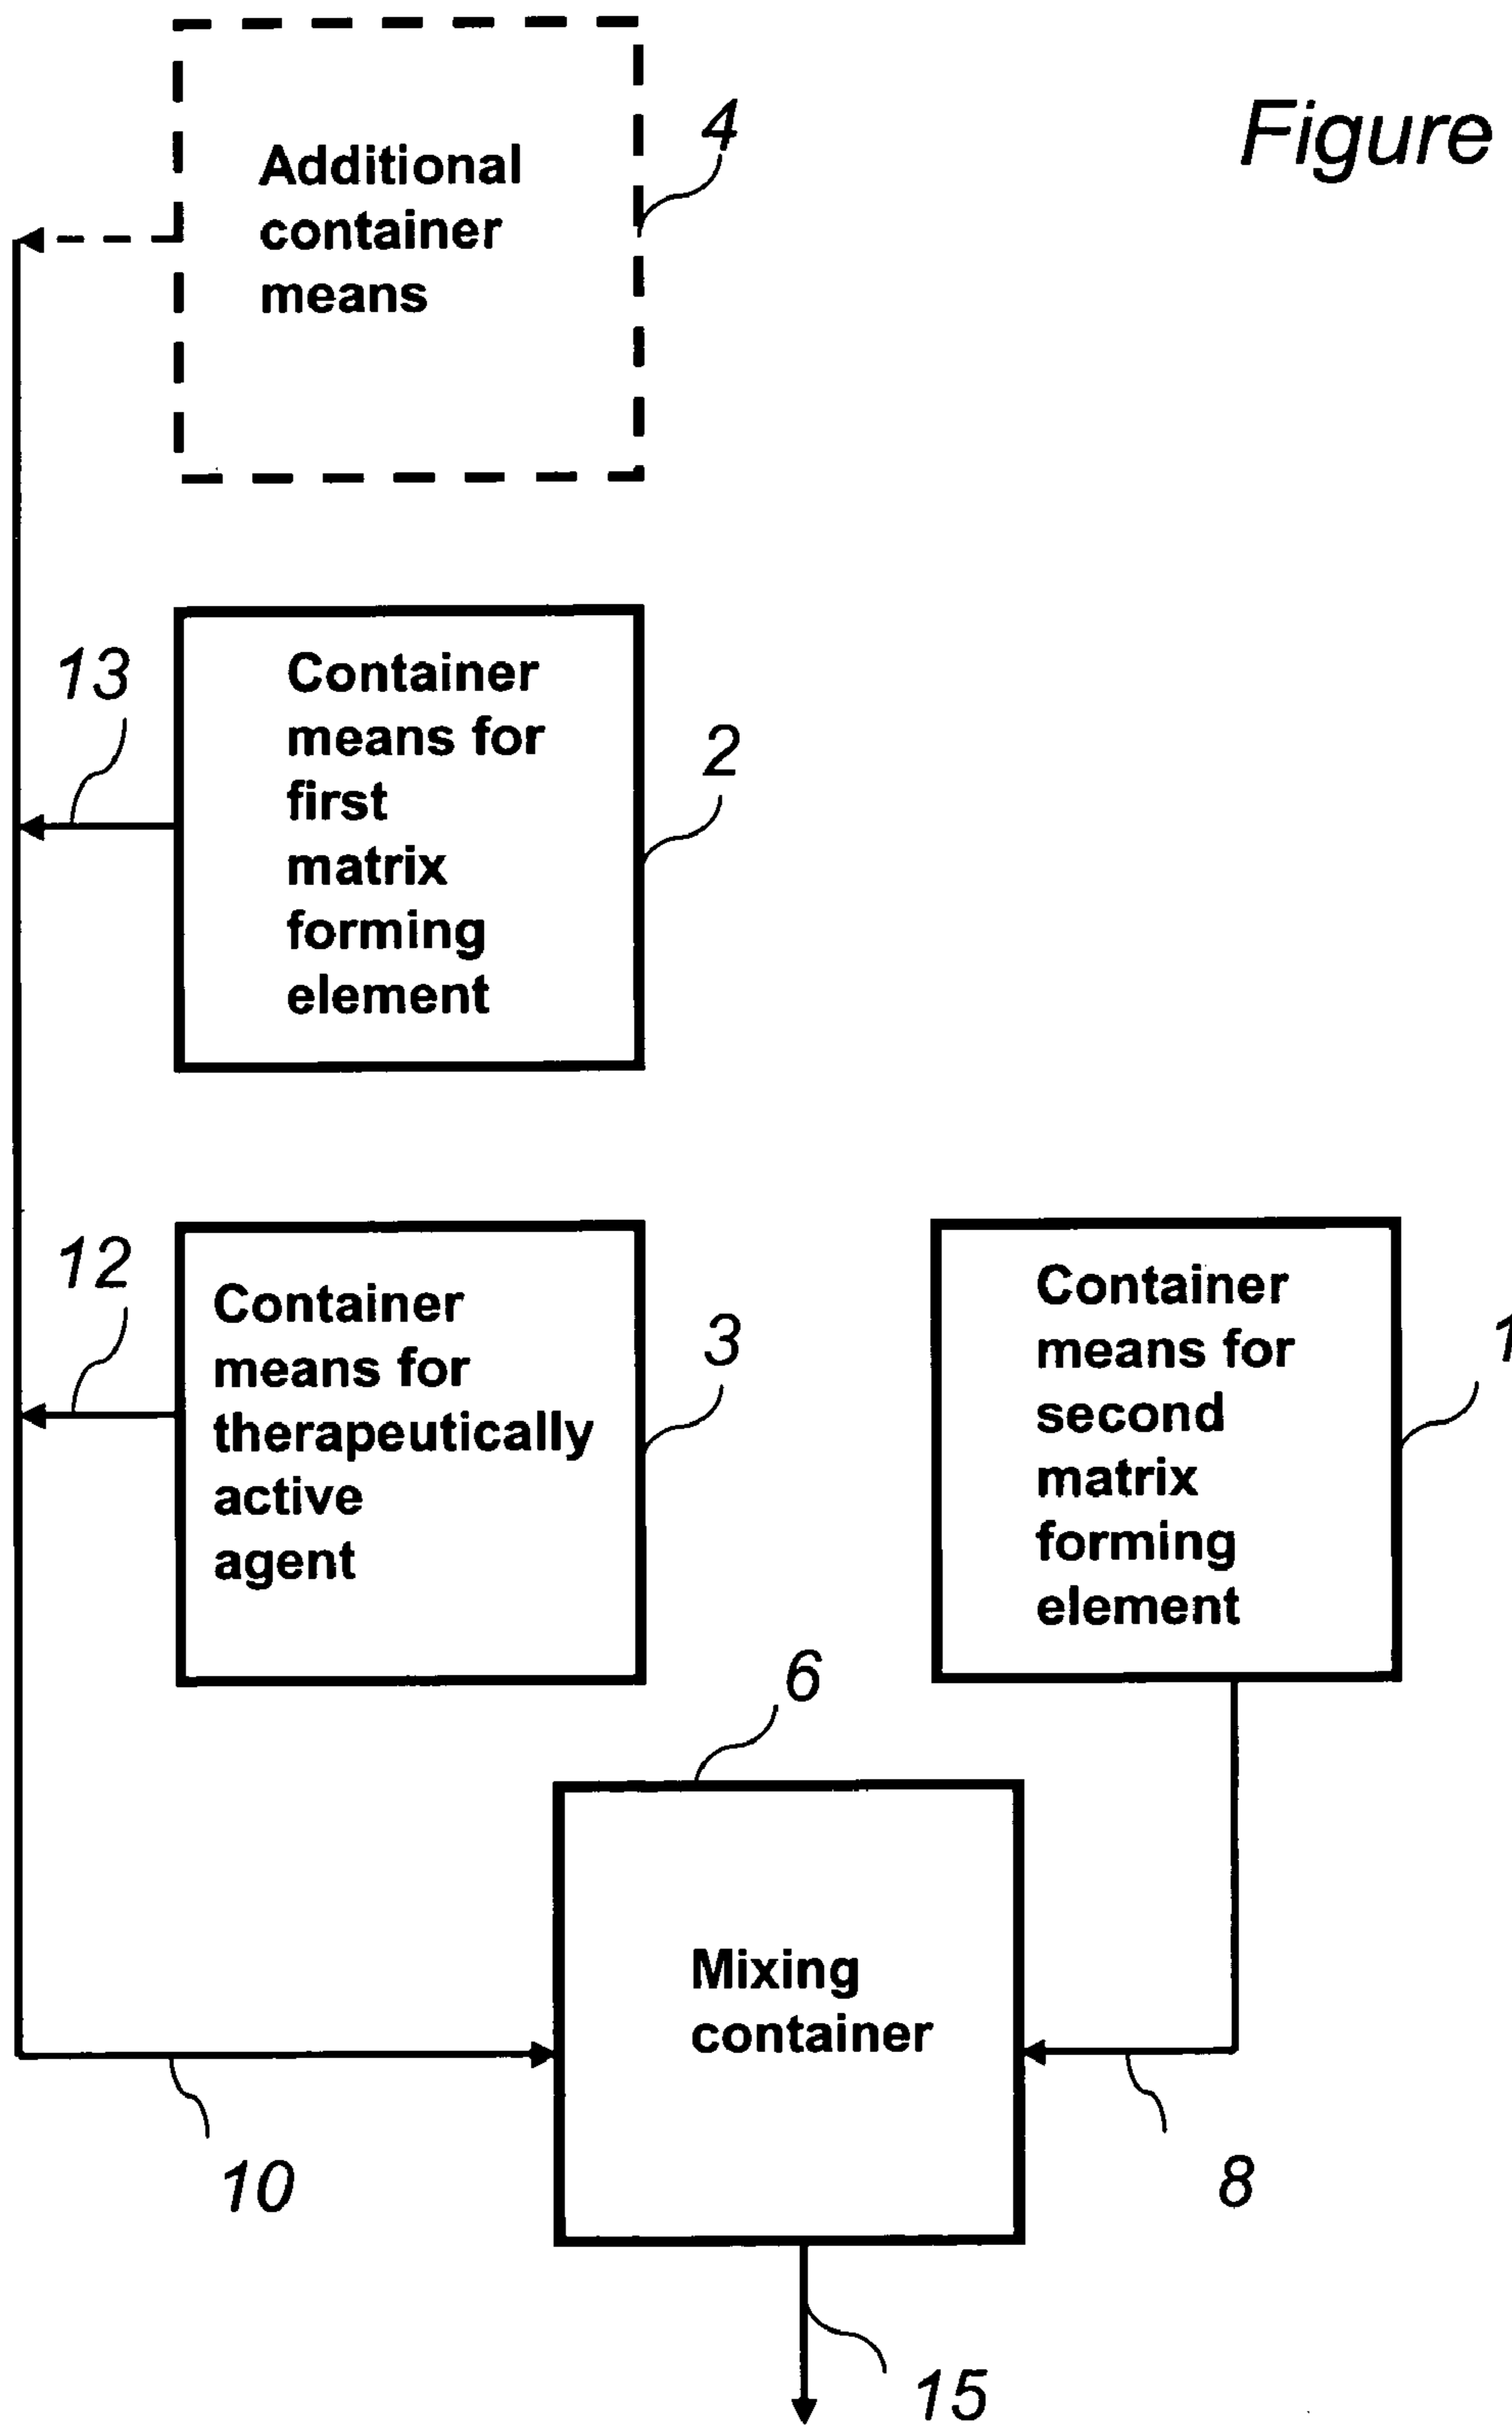 Figure
4
Additional
container
means
13
Container
means for
first
matrix
forming
element
2
12
Container
means for
therapeutically
active
agent
3
Container
means for
second
matrix
forming
element
1
6
Mixing
container
10
8
15